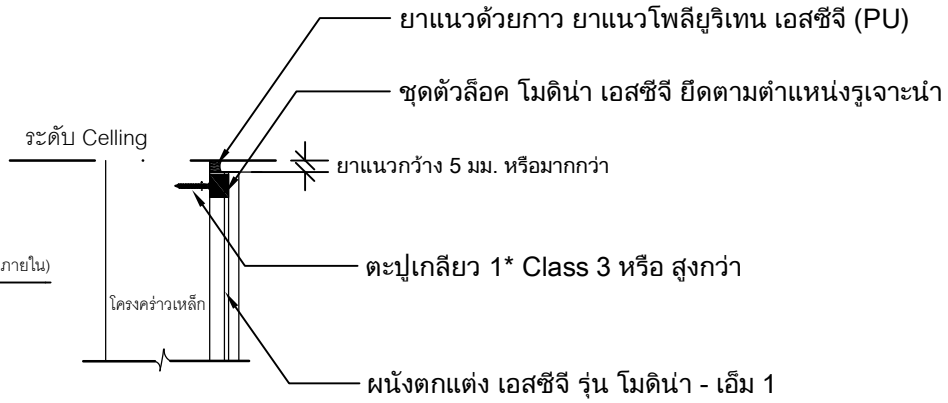 ยาแนวด้วยกาว ยาแนวโพลียูริเทน เอสซีจี (PU)
ชุดตัวล็อค โมดิน่า เอสซีจี ยึดตามตำแหน่งรูเจาะนำ
ระดับ Celling
ยาแนวกว้าง 5 มม. หรือมากกว่า
ภายใน)
ตะปูเกลียว 1* Class 3 หรือ สูงกว่า
โครงคร่าวเหล็ก
ผนังตกแต่ง เอสซีจี รุ่น โมดิน่า - เอ็ม 1